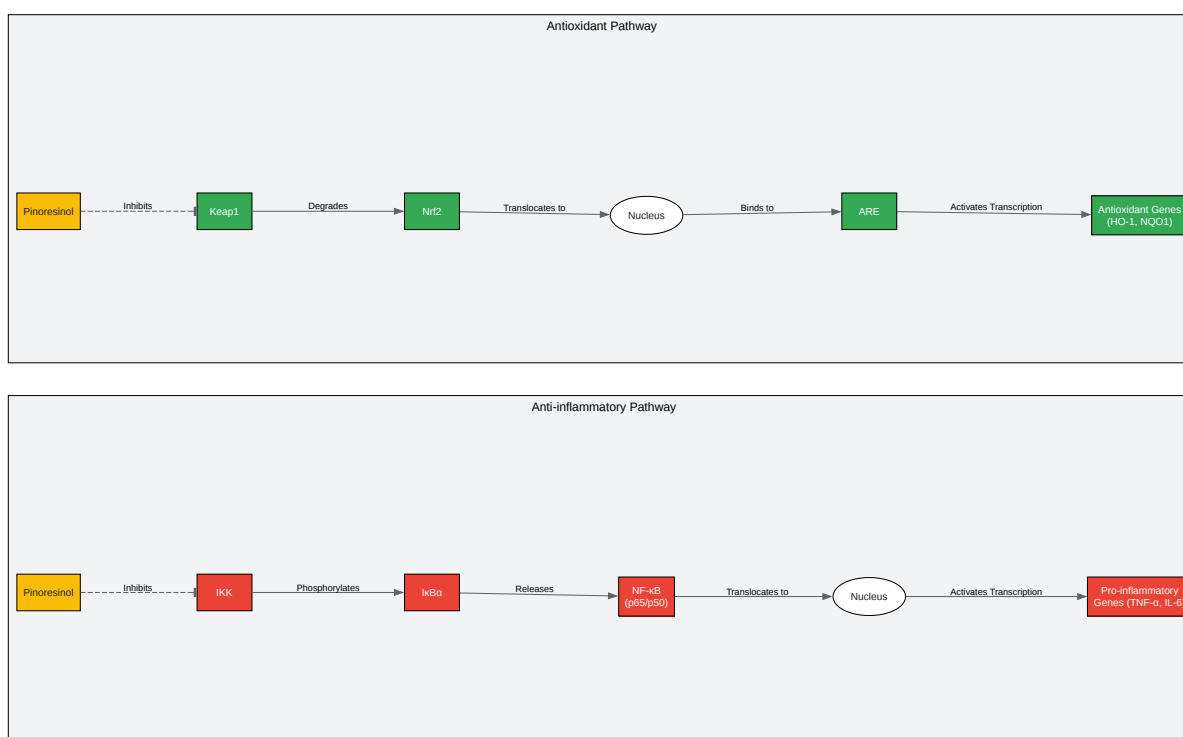 Antioxidant Pathway
Pinoresinol
Inhibits
Keap1
Degrades
Nrf2
Translocates to
Nucleus
Binds to
ARE
Activates Transcription
Antioxidant Genes
(HO-1, NQO1)
Anti-inflammatory Pathway
Pinoresinol
Inhibits
IKK
Phosphorylates
IκBα
Releases
NF-κB
(p65/p50)
Translocates to
Nucleus
Activates Transcription
Pro-inflammatory
Genes (TNF-α, IL-6)